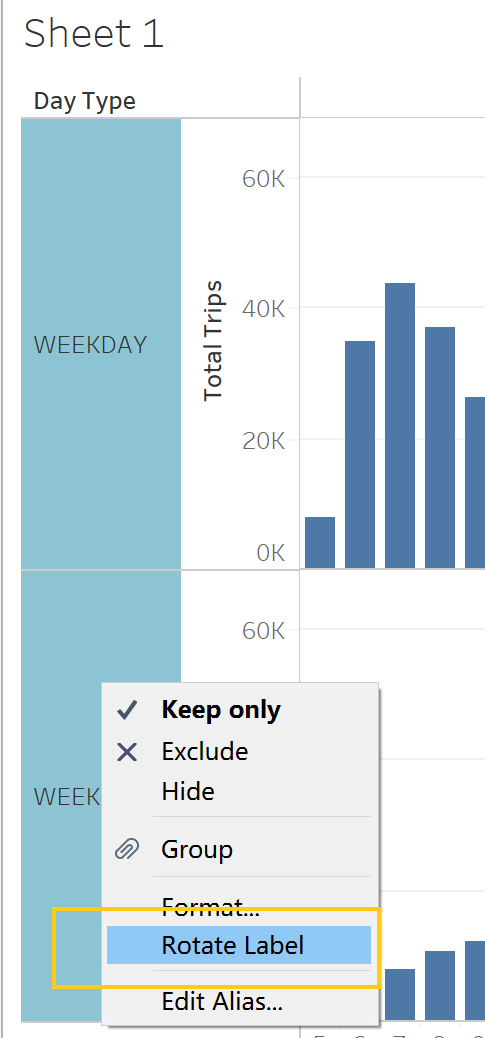 Sheet 1
Day Type
60K
40K
WEEKDAY
Total Trips
20K
0K
60K
Keep only
Exclude
Hide
WEEK
Group
Format...
Rotate Label
Edit Alias...